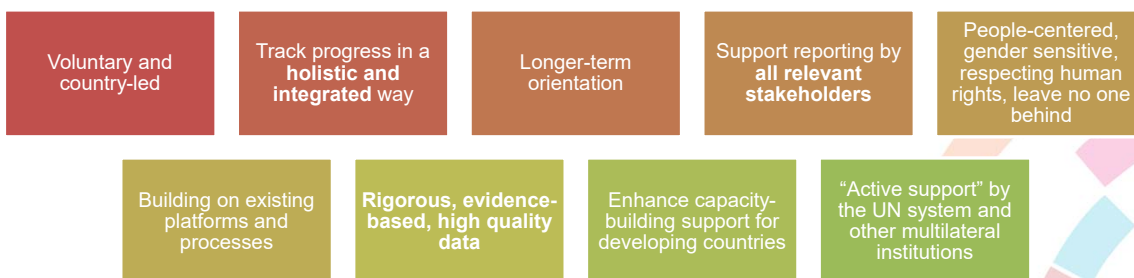 Voluntary and
country-led
Track progress in a
holistic and
integrated way
Longer-term
orientation
Support reporting by
all relevant
stakeholders
People-centered,
gender sensitive,
respecting human
rights, leave no one
behind
Building on existing
platforms and
processes
Rigorous, evidence-
based, high quality
data
Enhance capacity-
building support for
developing countries
“Active support” by
the UN system and
other multilateral
institutions